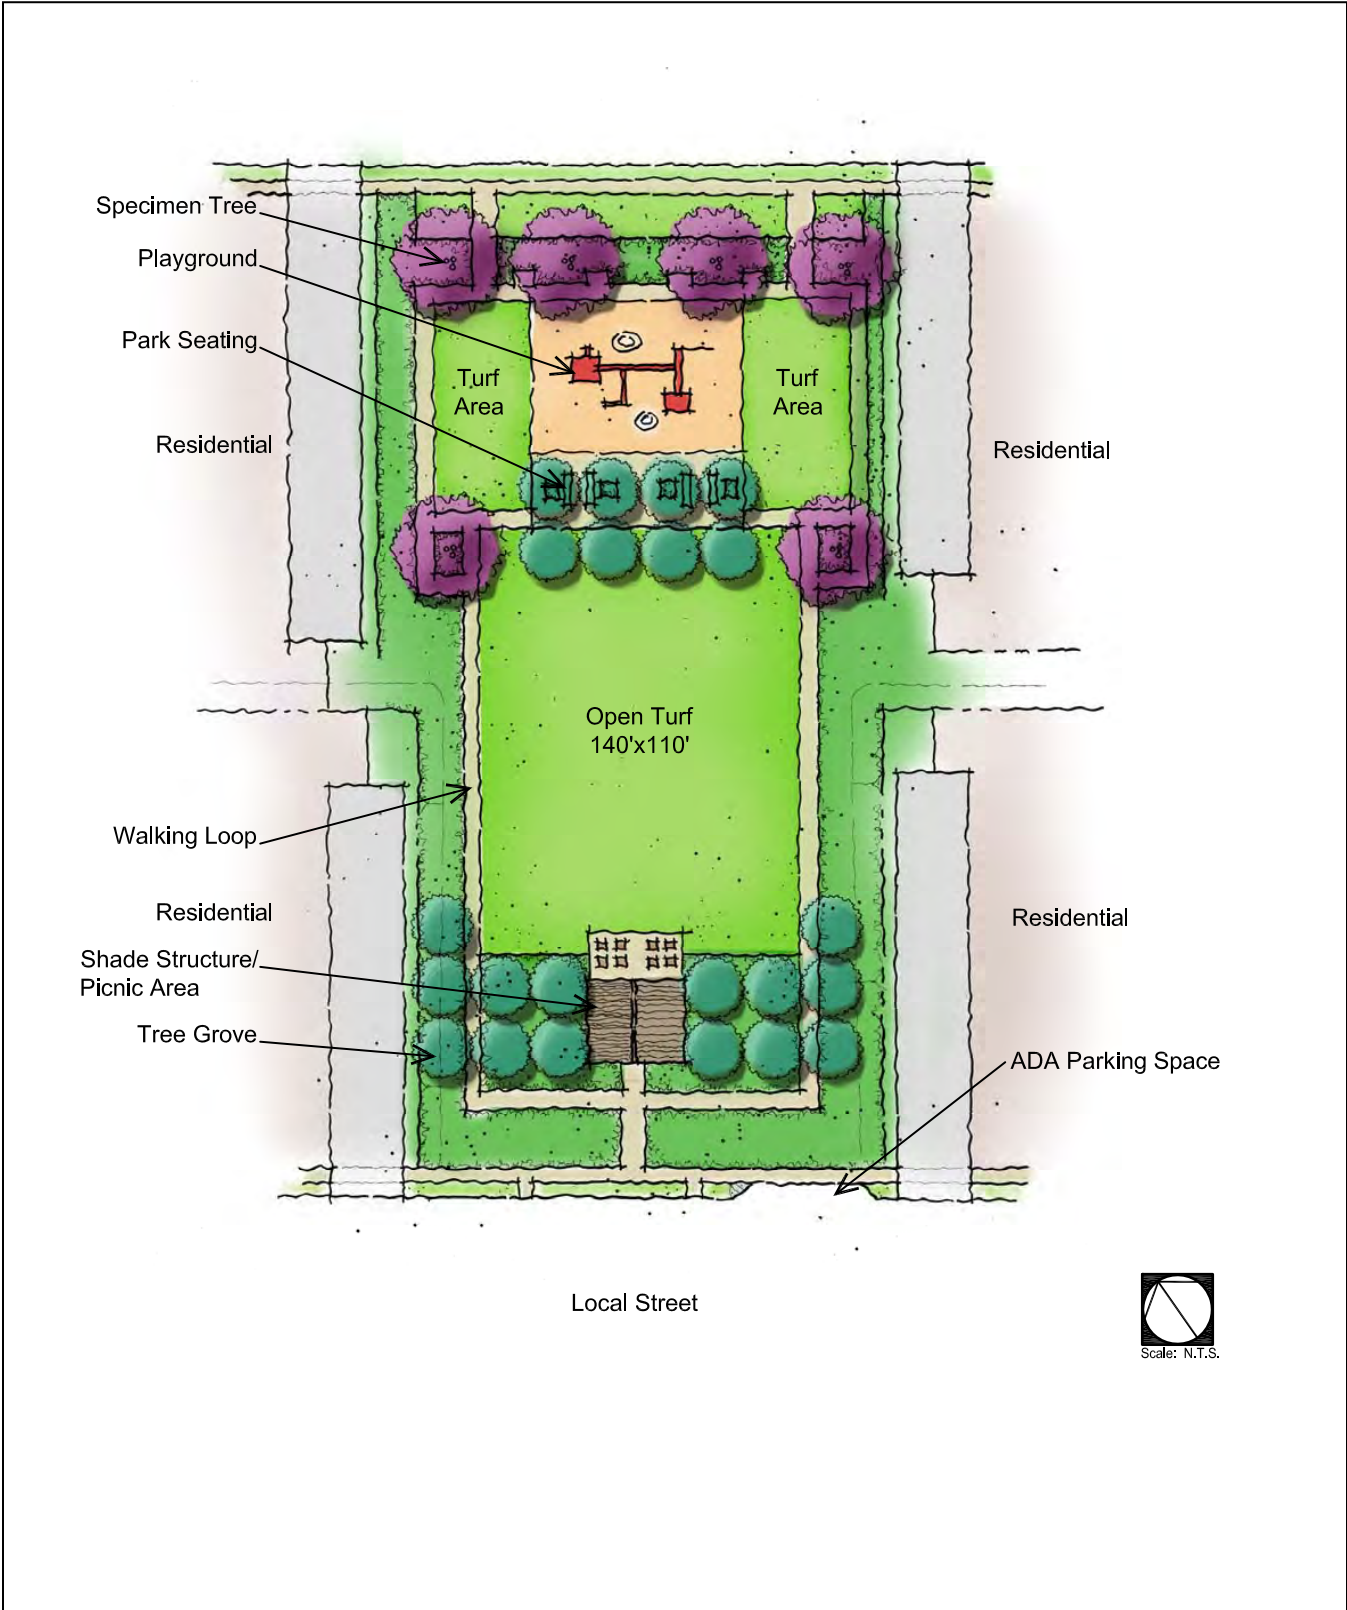 Specimen Tree
Playground
Park Seating
Turf
Area
Turf
Area
Residential
Residential
Open Turf
140'x110'
Walking Loop
Residential
Residential
Shade Structure/
Picnic Area
Tree Grove
ADA Parking Space
Local Street
Scale: N.T.S.